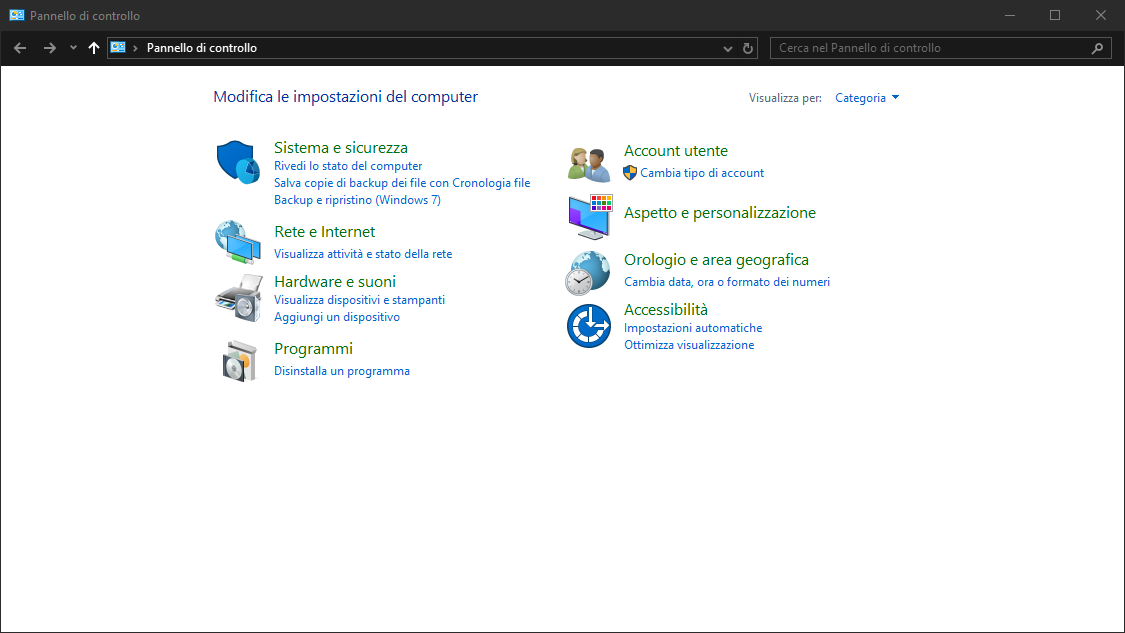 Pannello di controllo
Pannello di controllo
Cerca nel Pannello di controllo
Modifica le impostazioni del computer
Visualizza per: Categoria
Sistema e sicurezza
Rivedi lo stato del computer
Salva copie di backup dei file con Cronologia file
Backup e ripristino (Windows 7)
Rete e Internet
Visualizza attività e stato della rete
Hardware e suoni
Visualizza dispositivi e stampanti
Aggiungi un dispositivo
Programmi
Disinstalla un programma
Account utente
Cambia tipo di account
Aspetto e personalizzazione
Orologio e area geografica
Cambia data, ora o formato dei numeri
Accessibilità
Impostazioni automatiche
Ottimizza visualizzazione